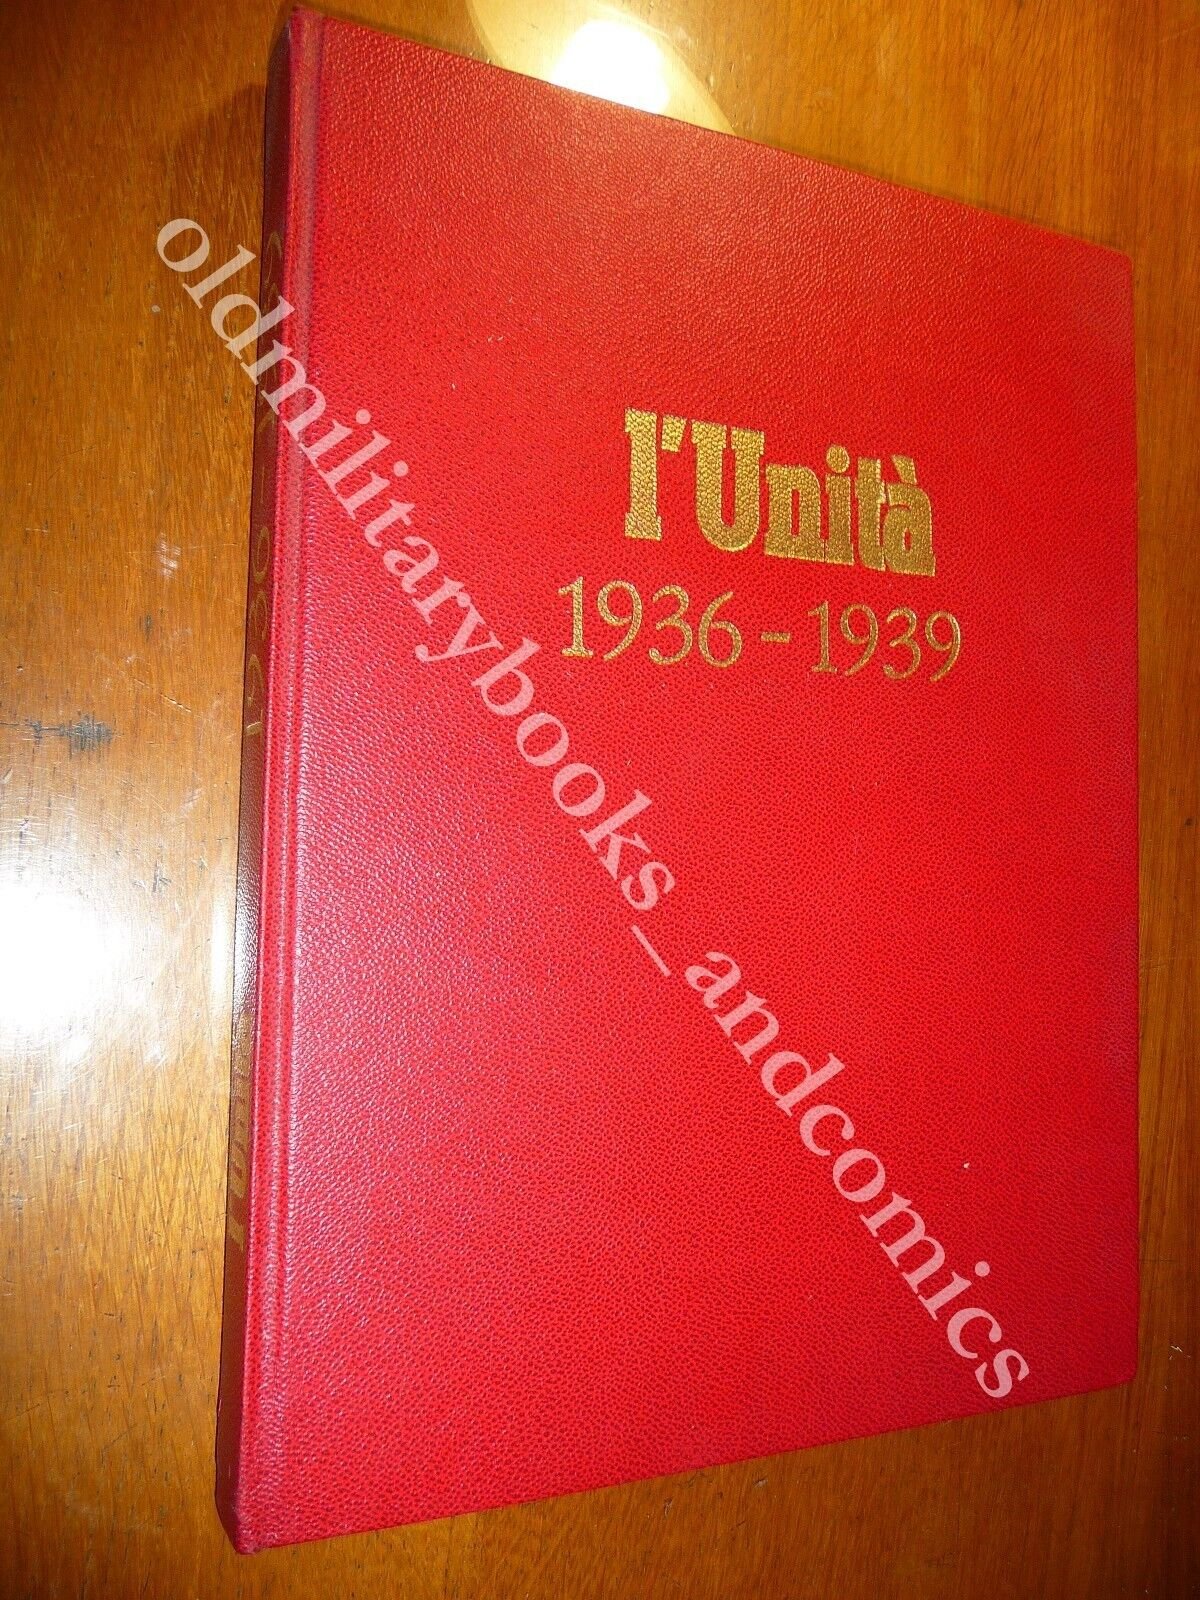 l'Unità
1936 - 1939
oldmilitarybooks_andcomics